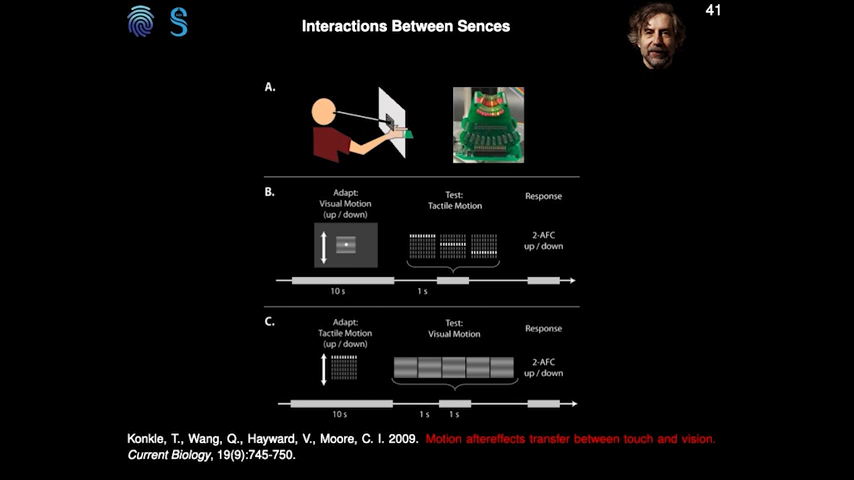 Interactions Between Sences
41
A.
B.
Adapt:
Visual Motion
(up / down)
Test:
Tactile Motion
Response
2-AFC
up / down
10 s
1 s
C.
Adapt:
Tactile Motion
(up / down)
Test:
Visual Motion
Response
2-AFC
up / down
10 s
1 s
1 s
Konkle, T., Wang, Q., Hayward, V., Moore, C. I. 2009. Motion aftereffects transfer between touch and vision.
Current Biology, 19(9):745-750.